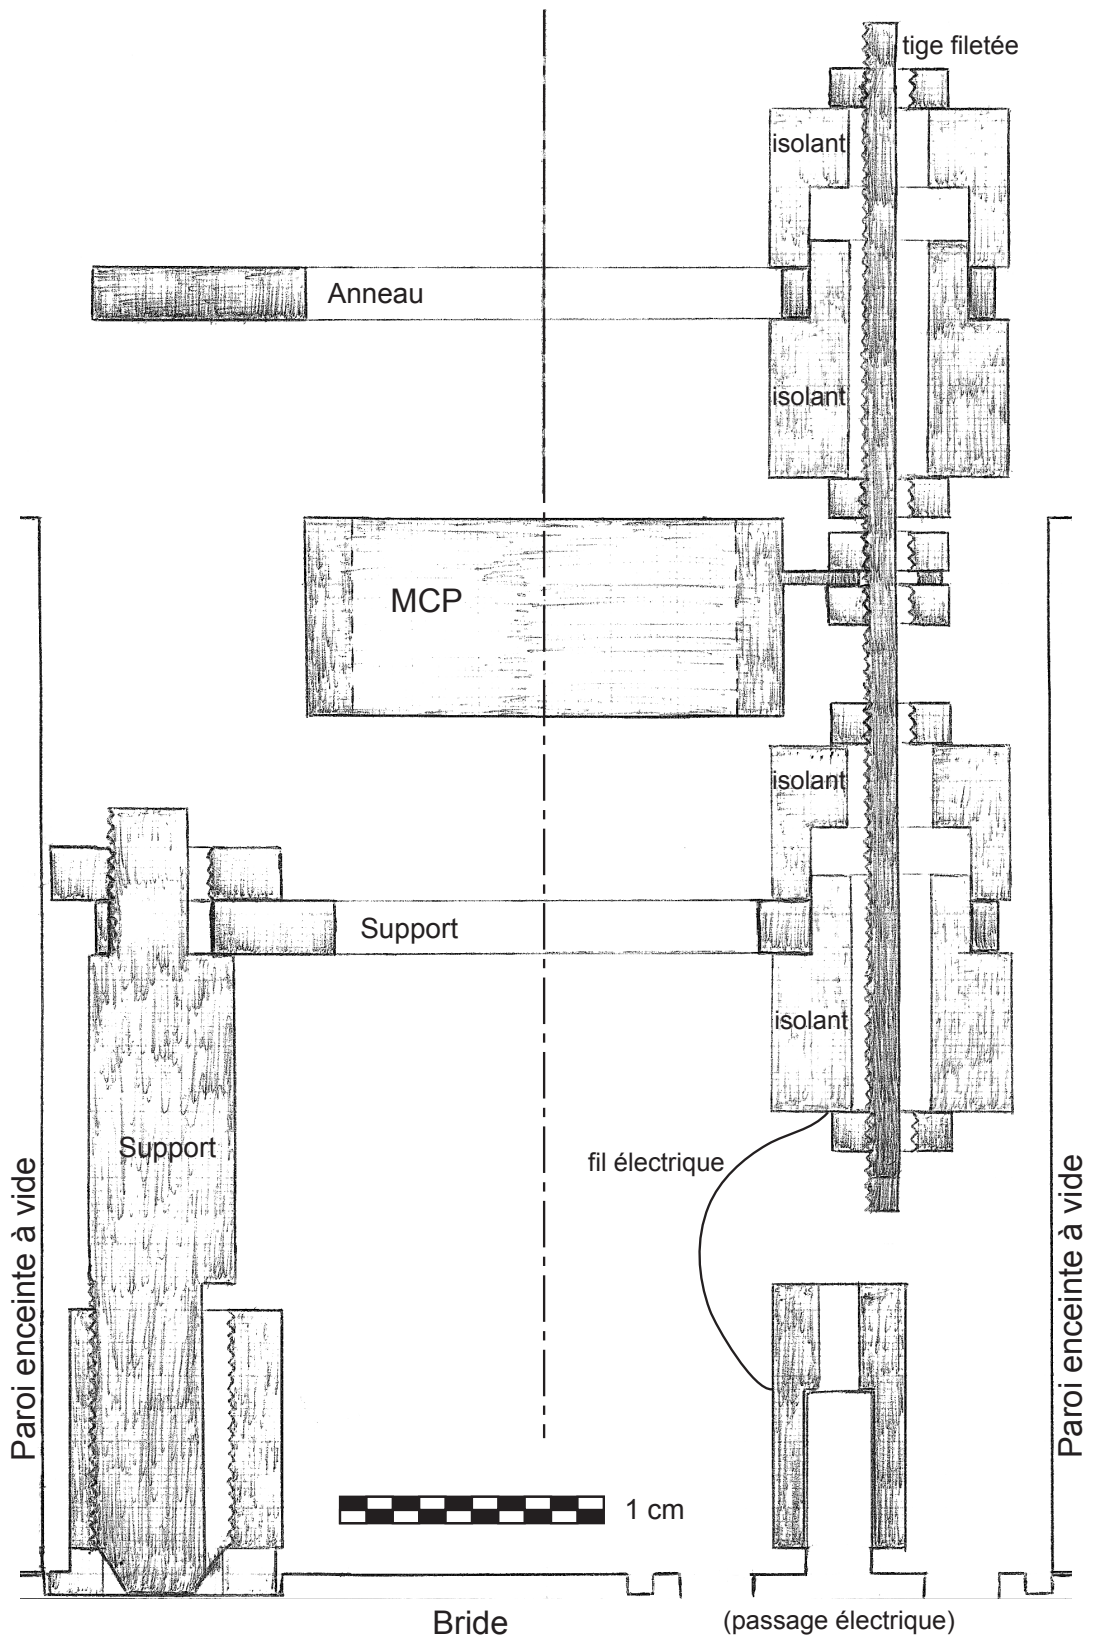 tige filetée
isolant
Anneau
isolant
MCP
isolant
Support
isolant
Support
fil électrique
Paroi enceinte à vide
Paroi enceinte à vide
1 cm
Bride
(passage électrique)